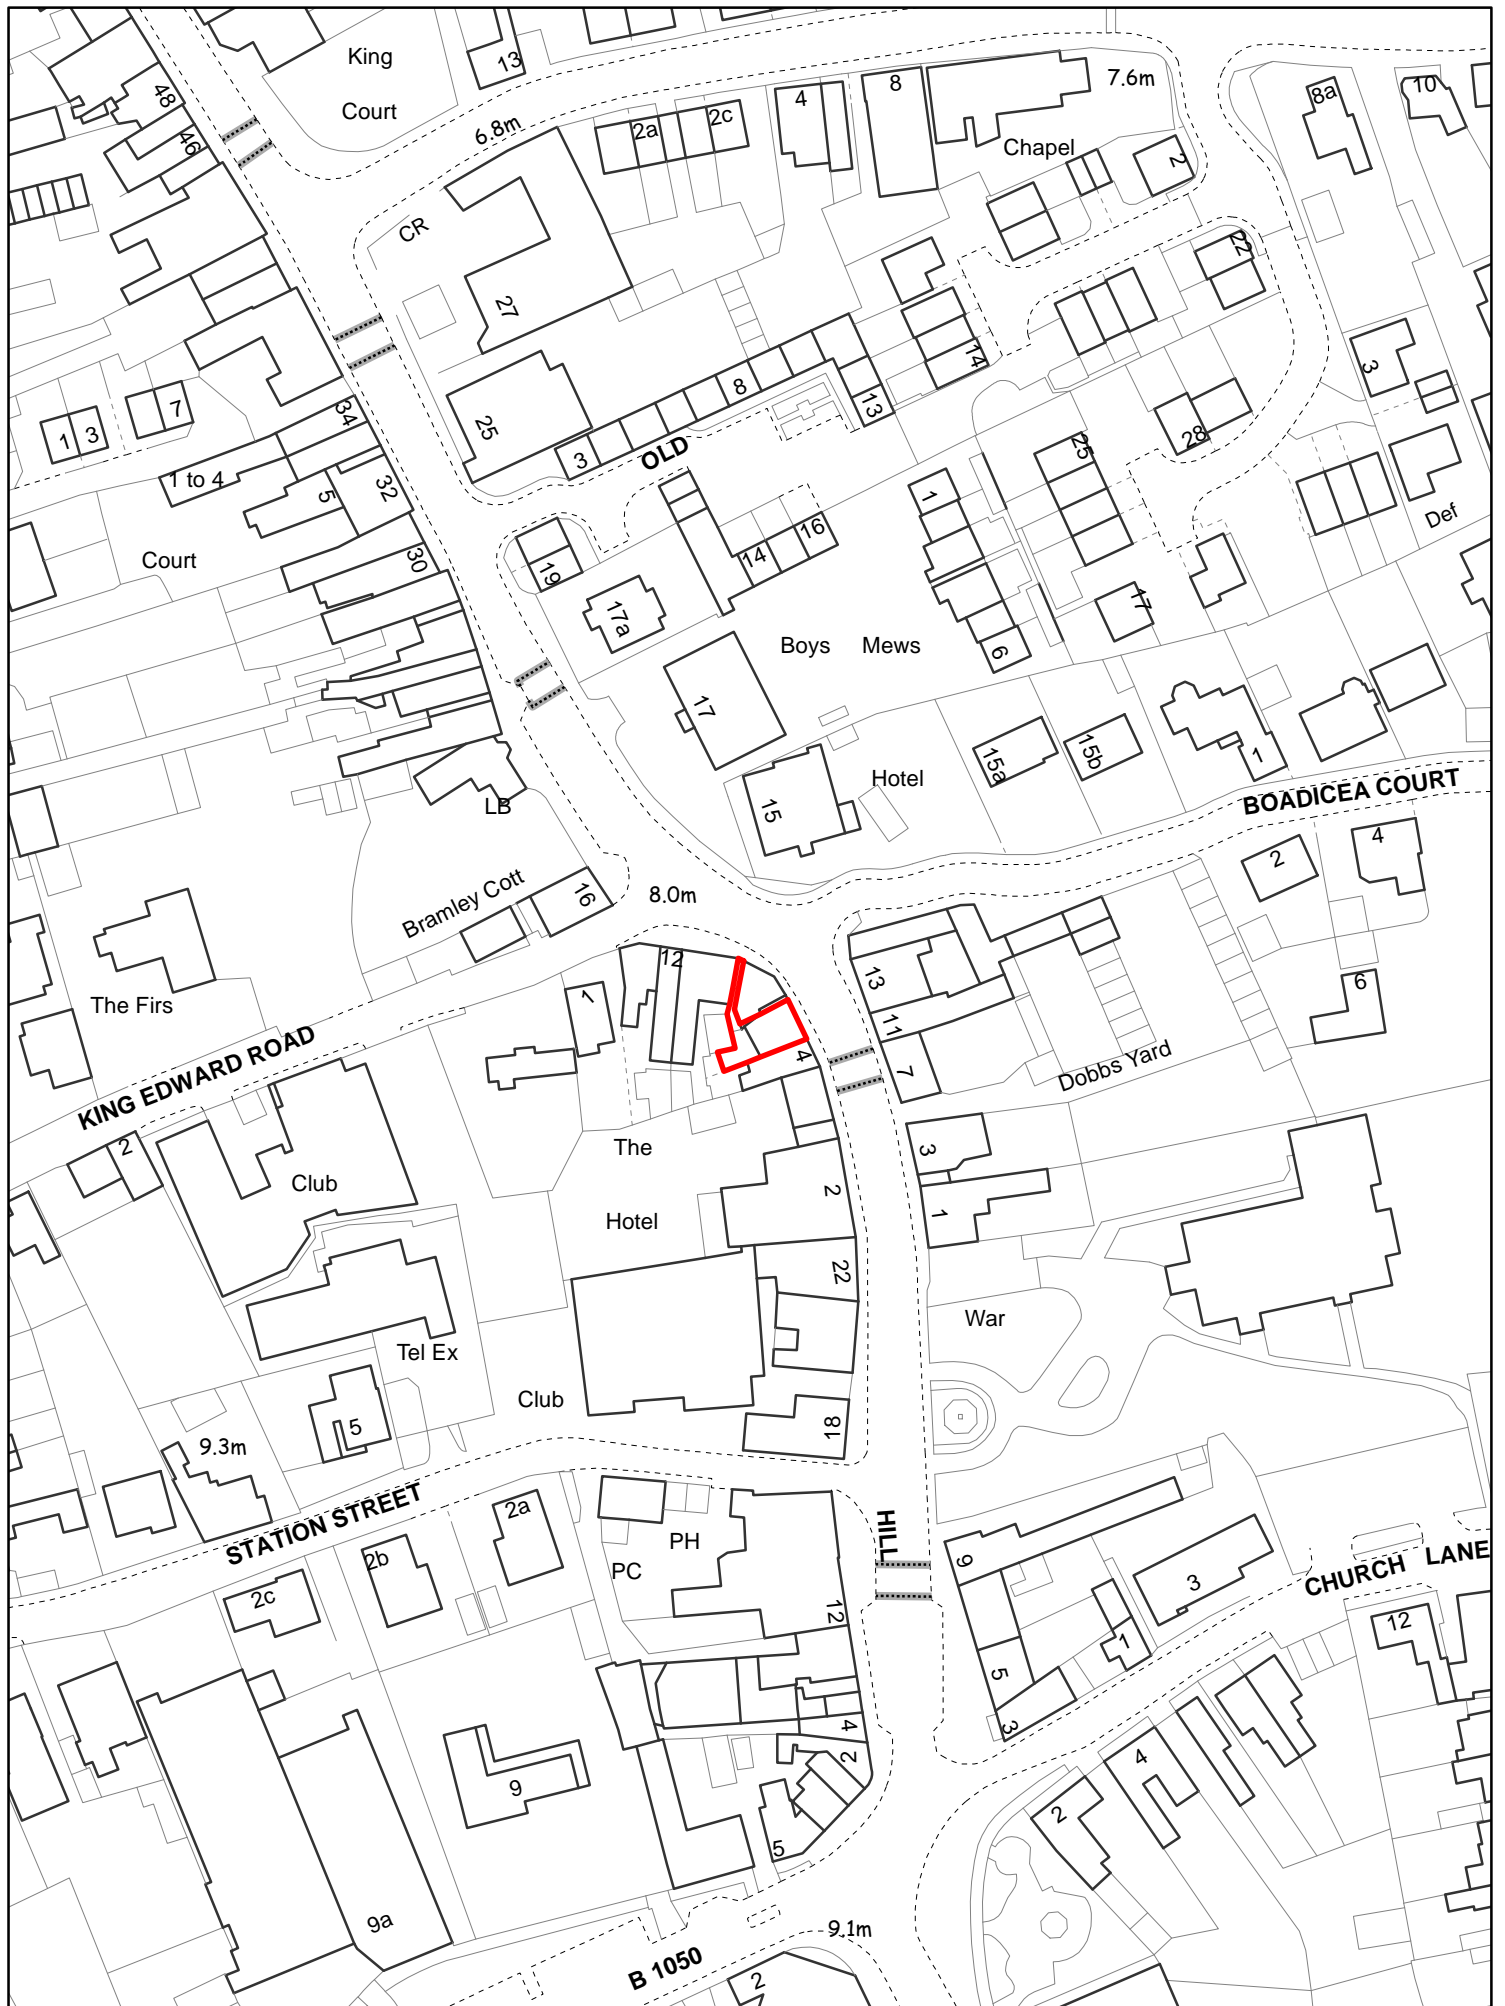 King
Court
13
48
46
6.8m
2a
2c
4
8
7.6m
Chapel
2
8a
10
CR
27
22
34
1
3
7
25
3
8
13
14
OLD
1 to 4
5
32
28
25
3
Def
Court
30
19
14
16
1
17a
6
17
Boys Mews
17
15a
15b
1
Hotel
15
LB
BOADICEA COURT
2
4
Bramley Cott
16
8.0m
The Firs
12
1
13
11
7
6
4
Dobbs Yard
KING EDWARD ROAD
2
Club
The
Hotel
2
3
1
22
War
Tel Ex
Club
5
9.3m
18
STATION STREET
2a
2b
2c
PH
PC
HILL
12
9
5
3
3
1
CHURCH LANE
12
4
2
4
2
9
5
9a
9.1m
B 1050
2